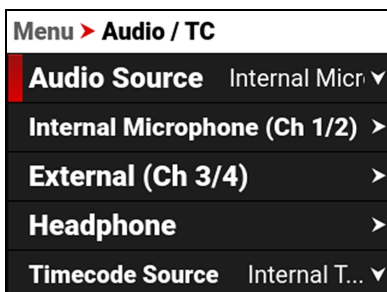 Menu > Audio / TC
Audio Source Internal Micr
Internal Microphone (Ch 1/2) >
External (Ch 3/4) >
Headphone >
Timecode Source Internal T...